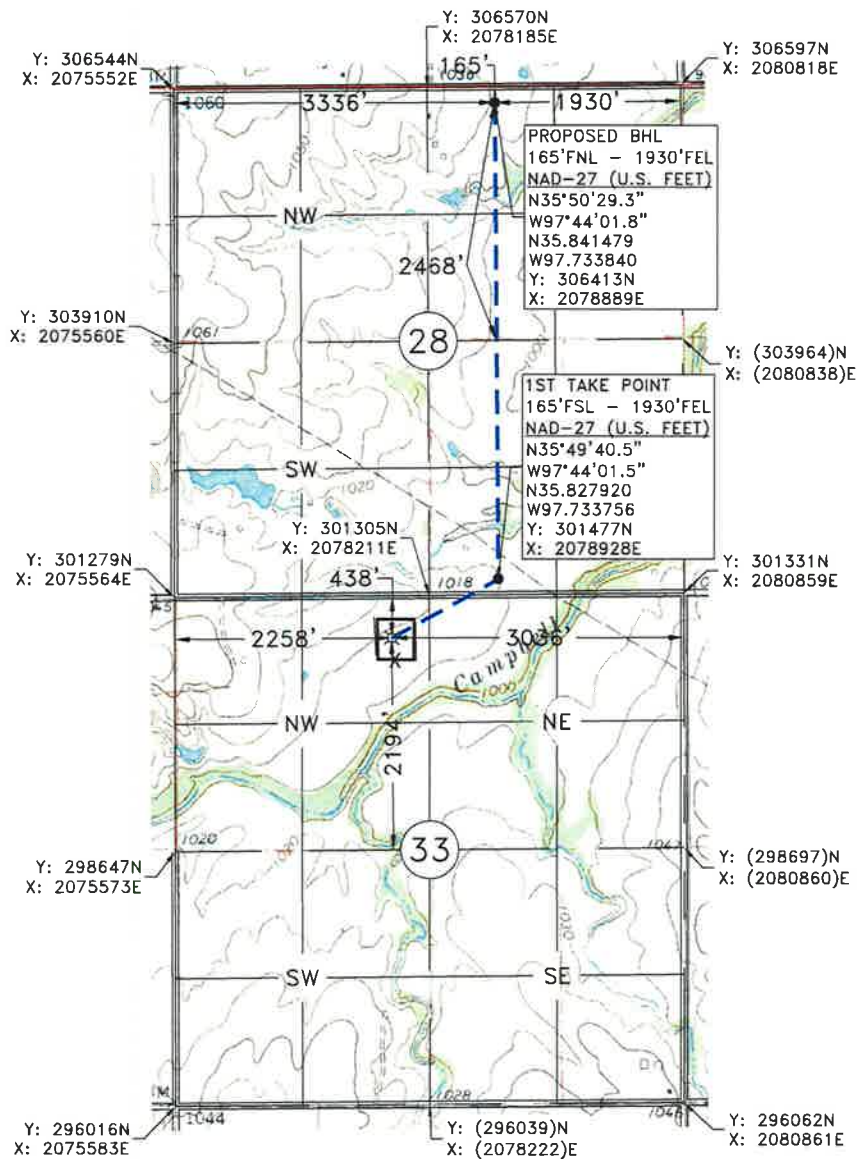 Y: 306570N
X: 2078185E
Y: 306544N
X: 2075552E
Y: 306597N
X: 2080818E
165'
1060
3336'
1930'
PROPOSED BHL
165'FNL – 1930'FEL
NAD–27 (U.S. FEET)
N35°50'29.3"
W97°44'01.8"
N35.841479
W97.733840
Y: 306413N
X: 2078889E
NW
2468'
Y: 303910N
X: 2075560E
1061
28
Y: (303964)N
X: (2080838)E
1ST TAKE POINT
165'FSL – 1930'FEL
NAD–27 (U.S. FEET)
N35°49'40.5"
W97°44'01.5"
N35.827920
W97.733756
Y: 301477N
X: 2078928E
SW
1020
Y: 301305N
X: 2078211E
Y: 301279N
X: 2075564E
438'
1018
Y: 301331N
X: 2080859E
2258'
3036'
X
1000
NW
NE
2194'
1020
33
Y: 298647N
X: 2075573E
Y: (298697)N
X: (2080860)E
1030
SW
SE
1028
1044
Y: 296016N
X: 2075583E
Y: (296039)N
X: (2078222)E
Y: 296062N
X: 2080861E